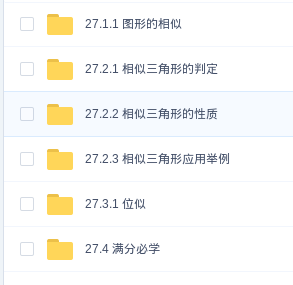 27.1.1 图形的相似
27.2.1 相似三角形的判定
27.2.2 相似三角形的性质
27.2.3 相似三角形应用举例
27.3.1 位似
27.4 满分必学